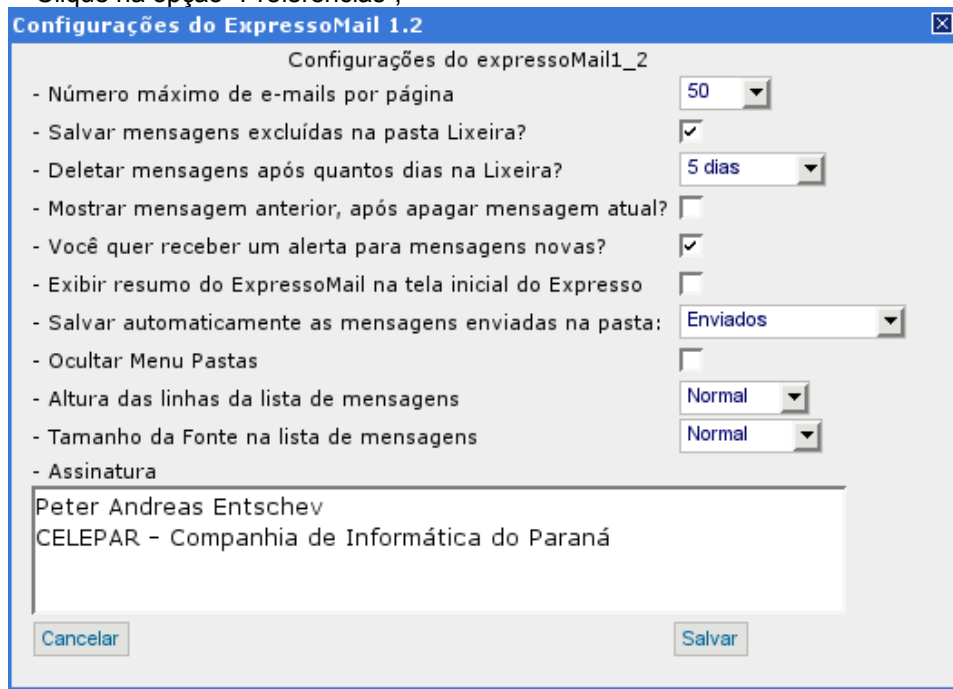 Clique na opção "Preferências";
Configurações do ExpressoMail 1.2
Configurações do expressoMail1_2
- Número máximo de e-mails por página 50
- Salvar mensagens excluídas na pasta Lixeira?
- Deletar mensagens após quantos dias na Lixeira? 5 dias
- Mostrar mensagem anterior, após apagar mensagem atual?
- Você quer receber um alerta para mensagens novas?
- Exibir resumo do ExpressoMail na tela inicial do Expresso
- Salvar automaticamente as mensagens enviadas na pasta: Enviados
- Ocultar Menu Pastas
- Altura das linhas da lista de mensagens Normal
- Tamanho da Fonte na lista de mensagens Normal
- Assinatura
Peter Andreas Entschev
CELEPAR – Companhia de Informática do Paraná
Cancelar Salvar